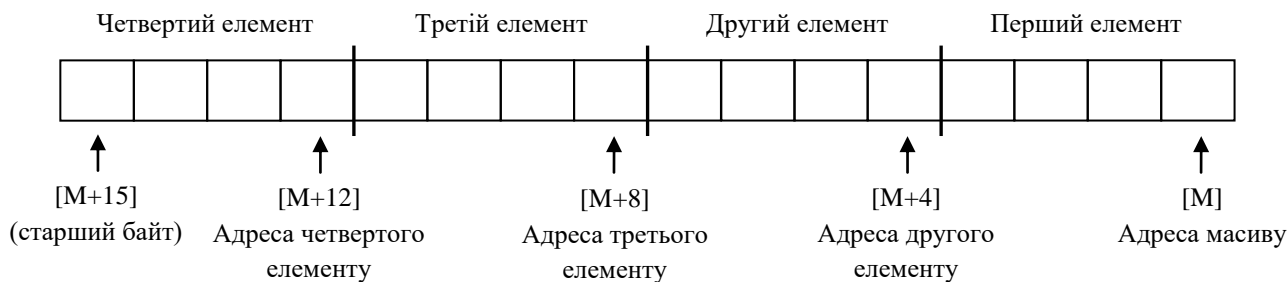 Четвертий елемент Третій елемент Другий елемент Перший елемент
[M+15] [M+12] [M+8] [M+4] [M]
(старший байт) Адреса четвертого Адреса третього Адреса другого Адреса масиву
елементу елементу елементу